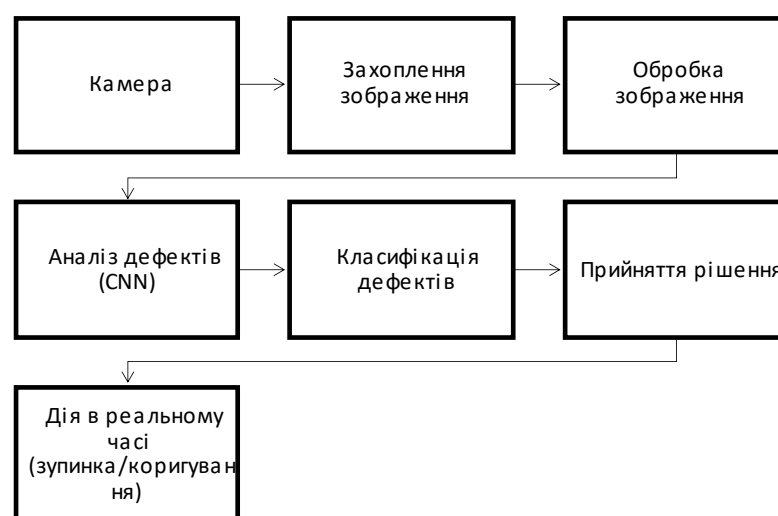 Камера
Захоплення
зображення
Обробка
зображення
Аналіз дефектів
(CNN)
Класифікація
дефектів
Прийняття рішення
Дія в реальному
часі
(зупинка/коригуван
ня)